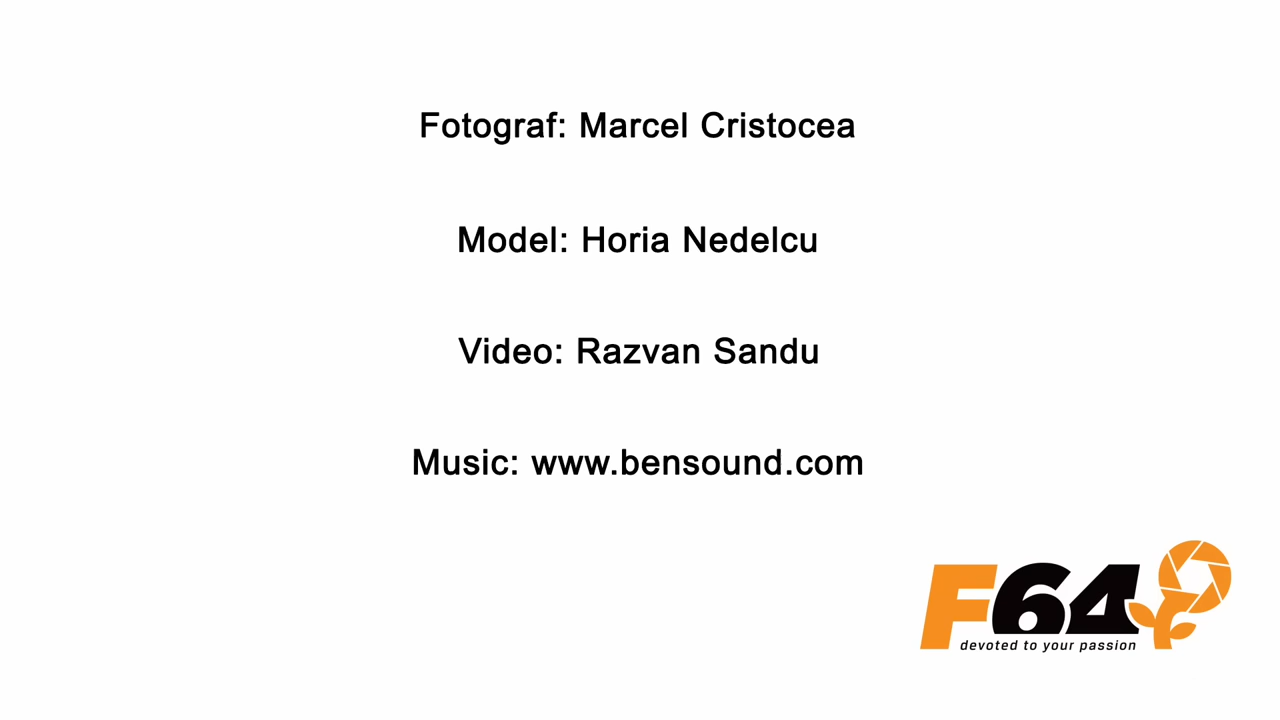 Fotograf: Marcel Cristocea
Model: Horia Nedelcu
Video: Razvan Sandu
Music: www.bensound.com
F64
devoted to your passion